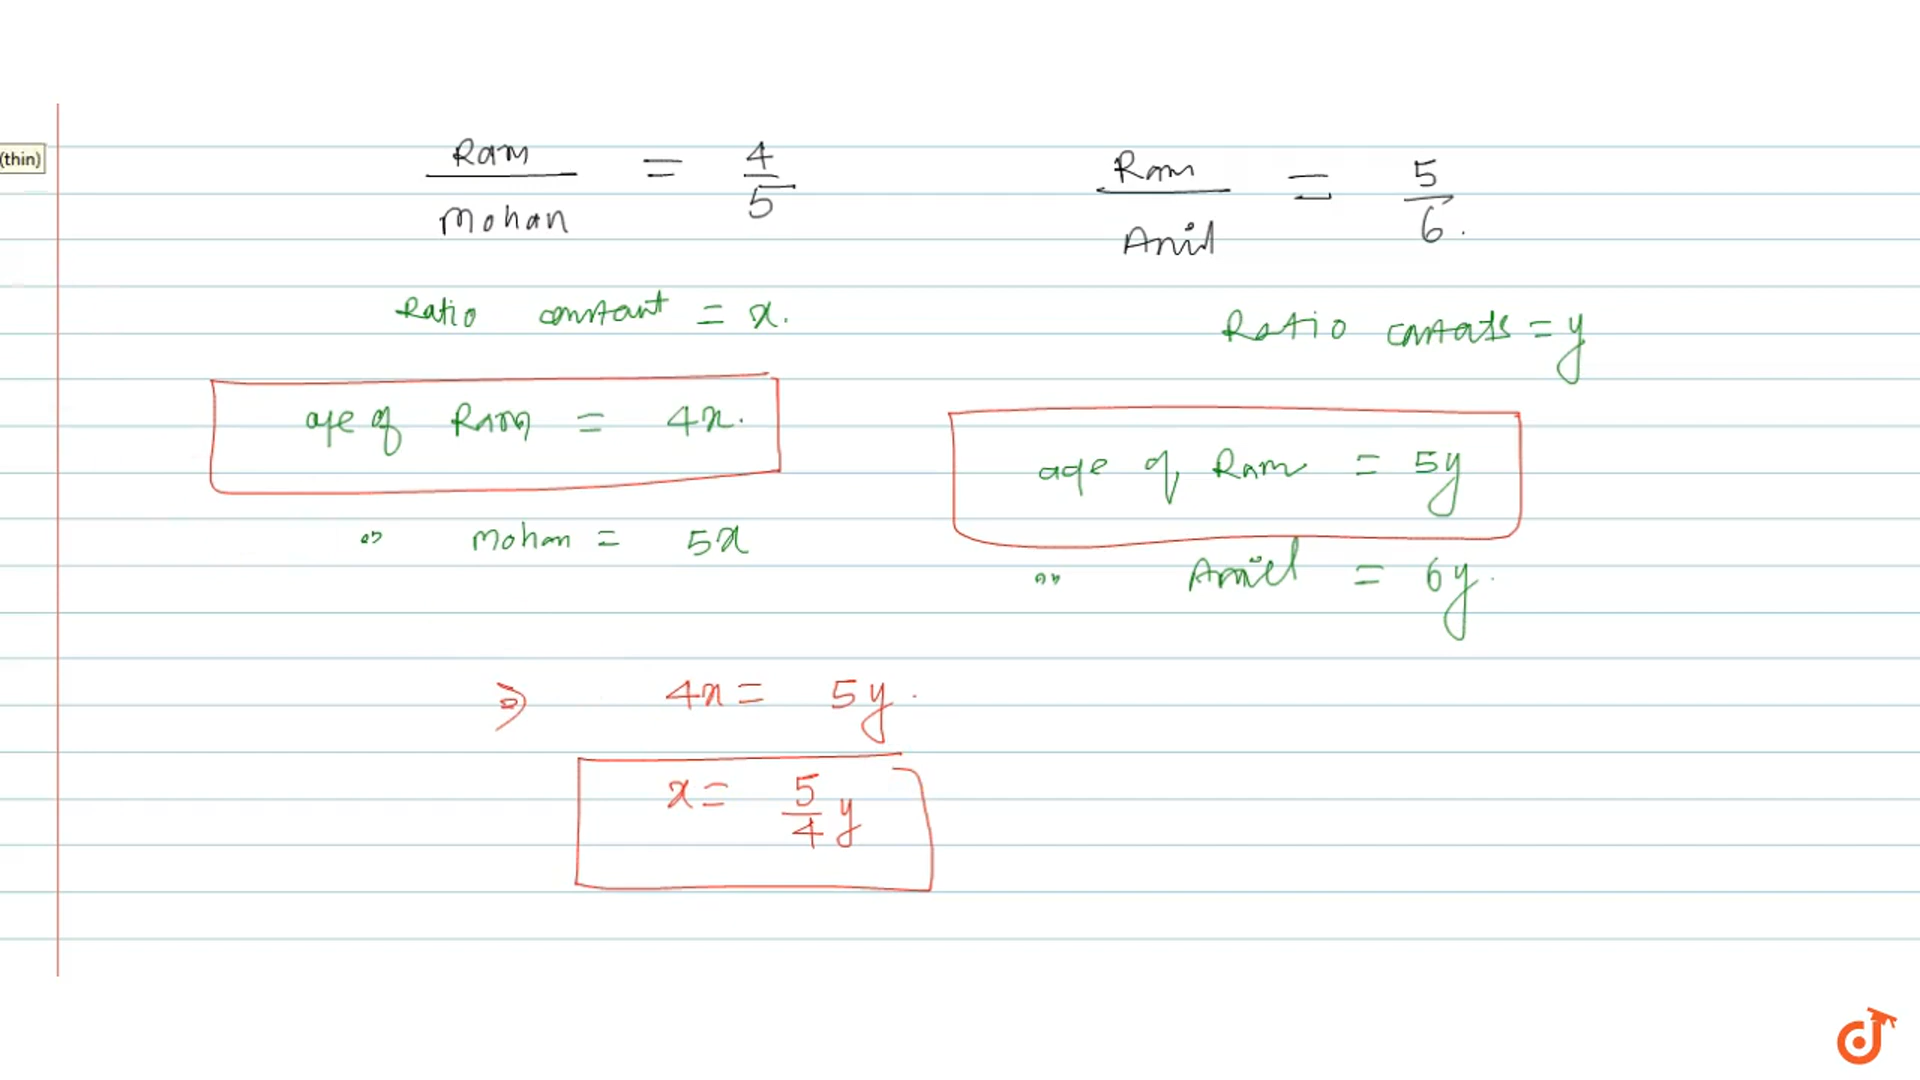 (thin)
Ram / Mohan = 4/5
Ram / Anil = 5/6.
Ratio constant = x.
Ratio = y
age of Ram = 4x.
age of Ram = 5y
" Mohan = 5x
" Anil = 6y.
⇒ 4x = 5y.
x = 5/4 y